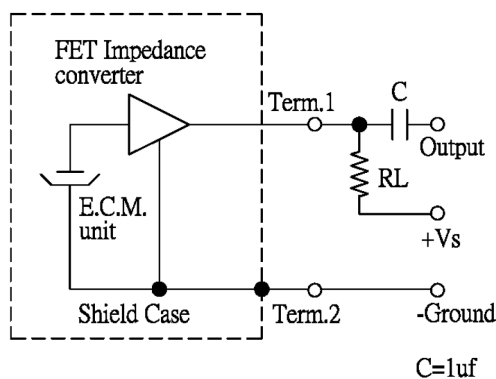 FET Impedance
converter
Term.1
C
Output
RL
+Vs
E.C.M.
unit
Shield Case
Term.2
-Ground
C=1uf